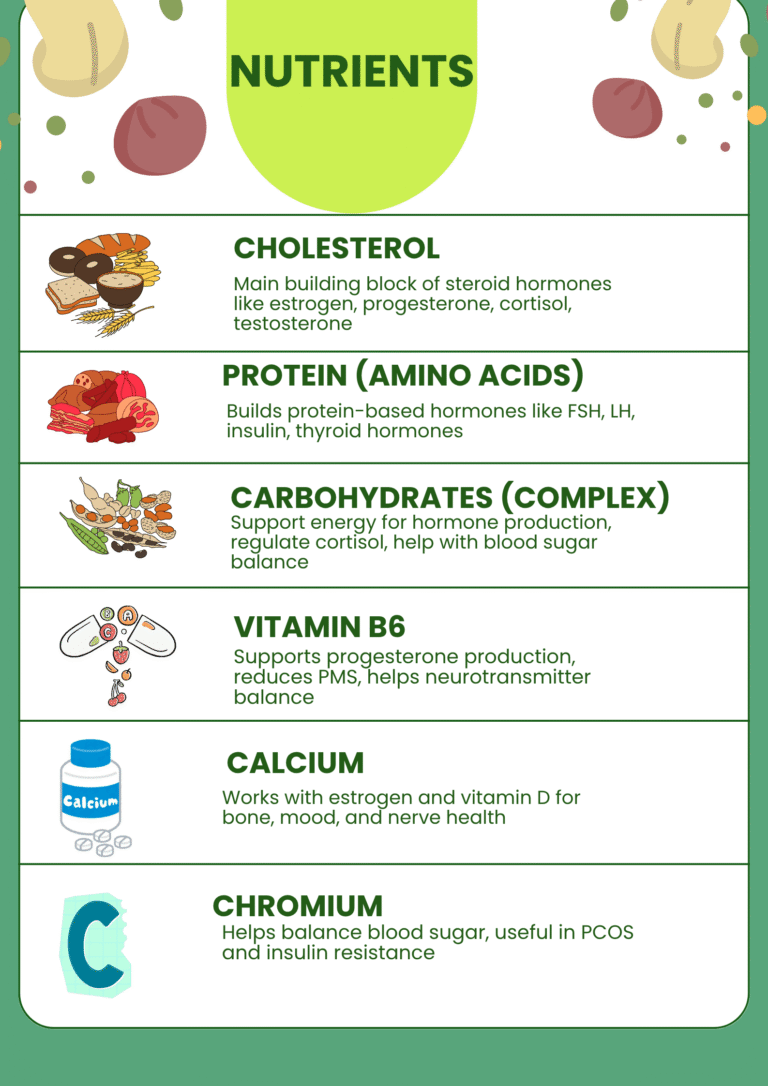 NUTRIENTS
CHOLESTEROL
Main building block of steroid hormones
like estrogen, progesterone, cortisol,
testosterone
PROTEIN (AMINO ACIDS)
Builds protein-based hormones like FSH, LH,
insulin, thyroid hormones
CARBOHYDRATES (COMPLEX)
Support energy for hormone production,
regulate cortisol, help with blood sugar
balance
B
A
C
VITAMIN B6
Supports progesterone production,
reduces PMS, helps neurotransmitter
balance
Calcium
CALCIUM
Works with estrogen and vitamin D for
bone, mood, and nerve health
C
CHROMIUM
Helps balance blood sugar, useful in PCOS
and insulin resistance